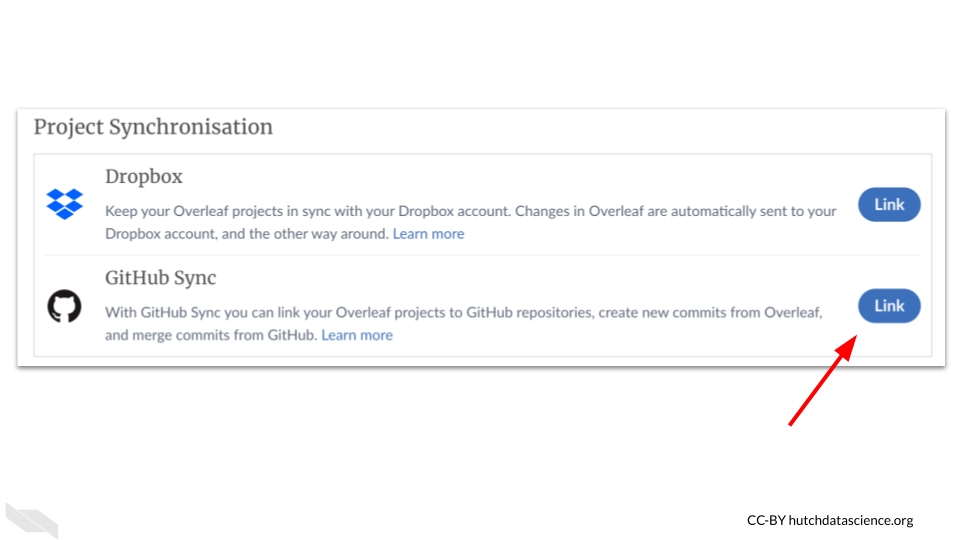 Project Synchronisation
Dropbox
Keep your Overleaf projects in sync with your Dropbox account. Changes in Overleaf are automatically sent to your
Dropbox account, and the other way around. Learn more
Link
GitHub Sync
With GitHub Sync you can link your Overleaf projects to GitHub repositories, create new commits from Overleaf,
and merge commits from GitHub. Learn more
Link
CC-BY hutchdatascience.org